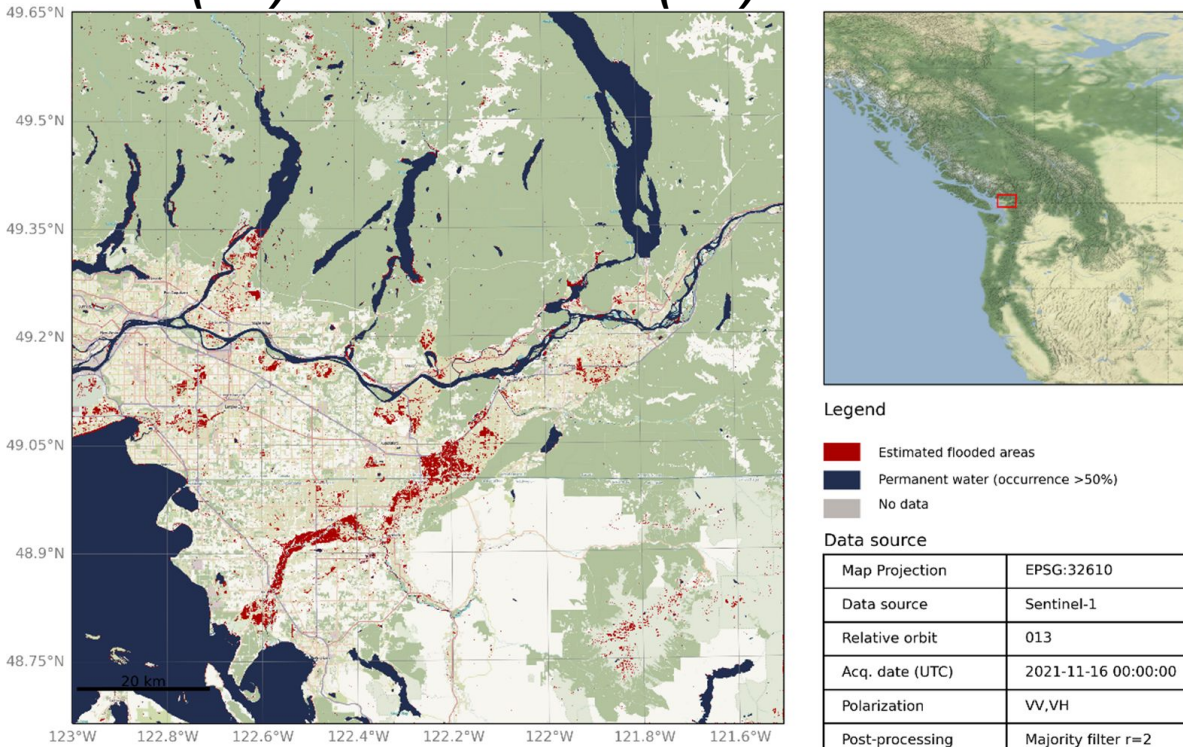 49.65°N
49.5°N
49.35°N
49.2°N
49.05°N
48.9°N
48.75°N
20 km
123°W 122.8°W 122.6°W 122.4°W 122.2°W 122°W 121.8°W 121.6°W
Legend
Estimated flooded areas
Permanent water (occurrence >50%)
No data
Data source
Map Projection EPSG:32610
Data source Sentinel-1
Relative orbit 013
Acq. date (UTC) 2021-11-16 00:00:00
Polarization VV,VH
Post-processing Majority filter r=2